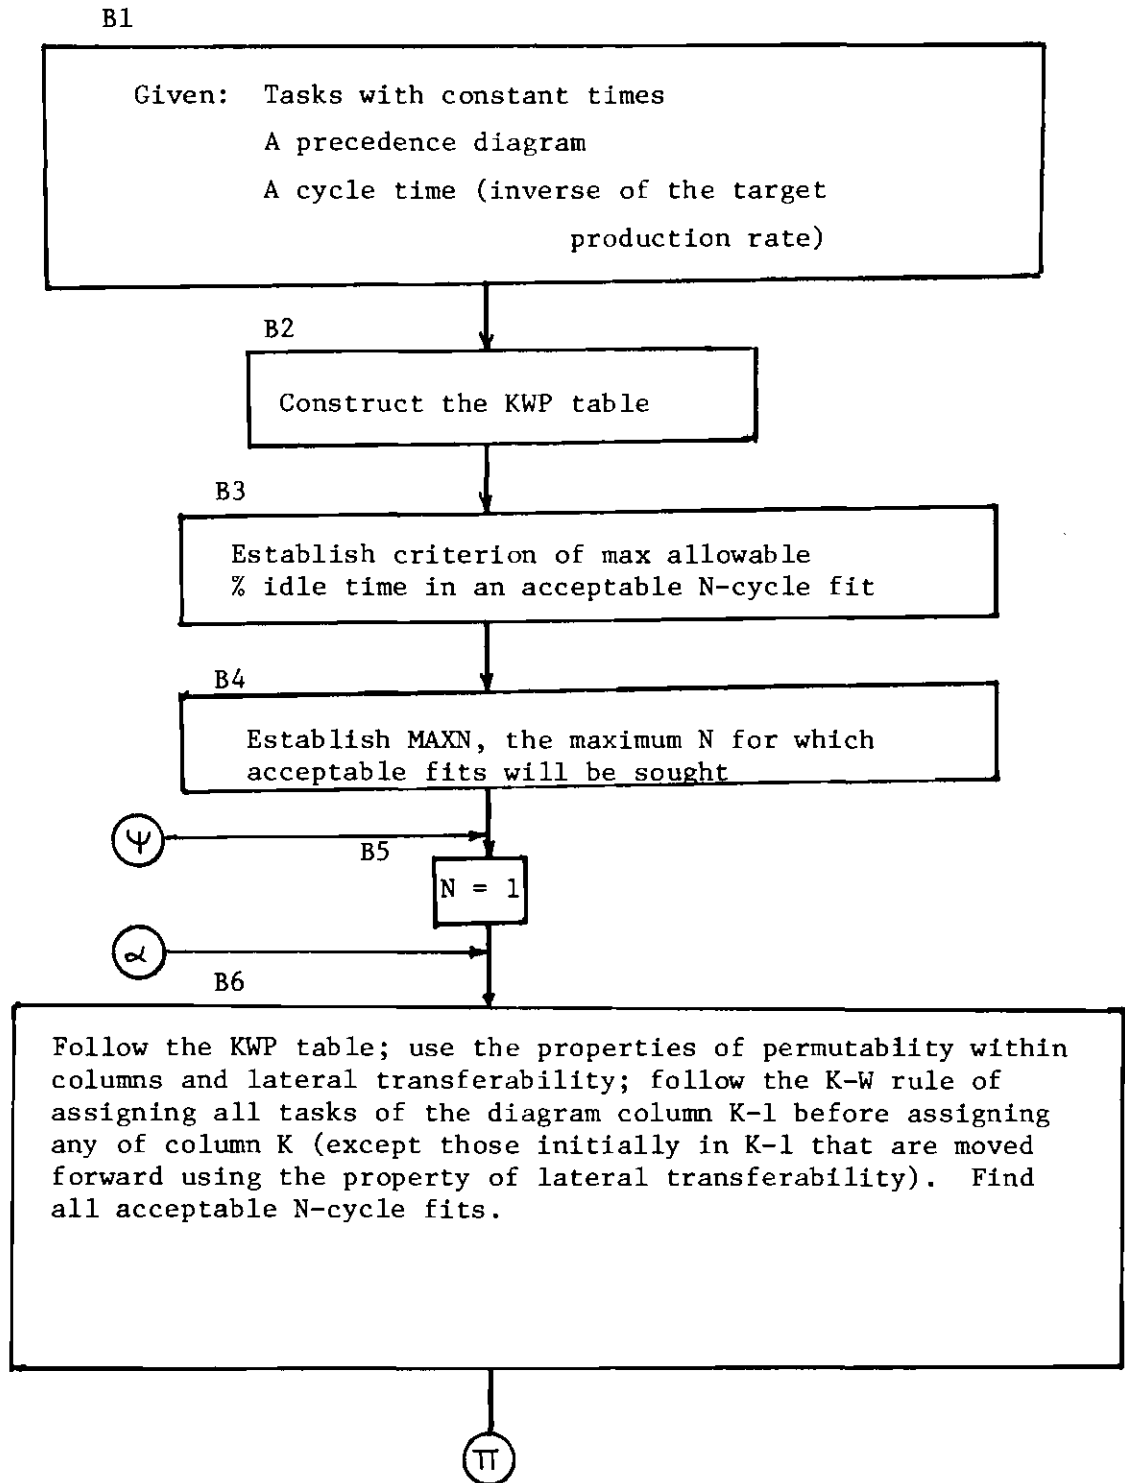 B1
Given: Tasks with constant times
A precedence diagram
A cycle time (inverse of the target
production rate)
B2
Construct the KWP table
B3
Establish criterion of max allowable
% idle time in an acceptable N-cycle fit
B4
Establish MAXN, the maximum N for which
acceptable fits will be sought
Ψ
B5
N = 1
α
B6
Follow the KWP table; use the properties of permutablity within
columns and lateral transferability; follow the K-W rule of
assigning all tasks of the diagram column K-1 before assigning
any of column K (except those initially in K-1 that are moved
forward using the property of lateral transferability). Find
all acceptable N-cycle fits.
Π